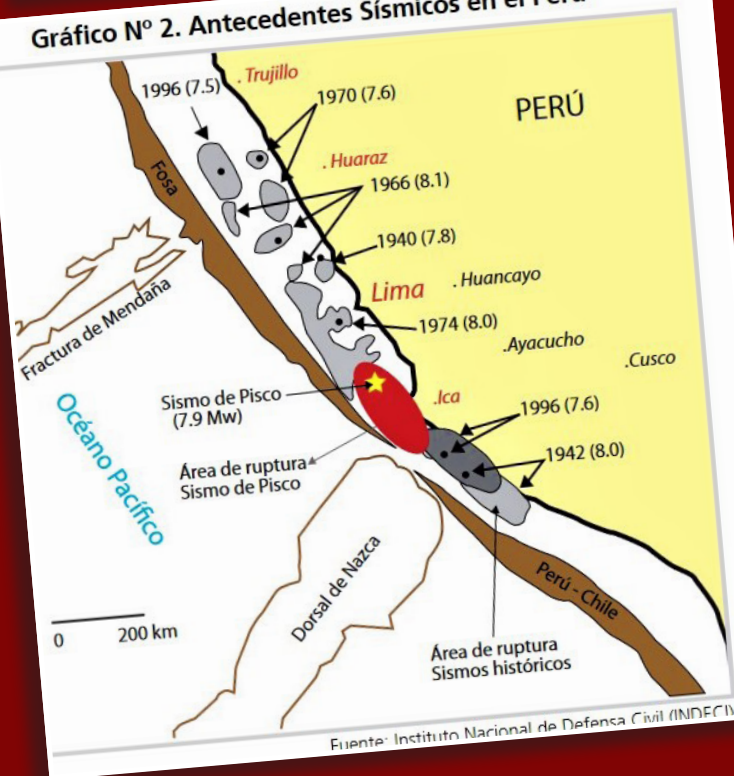 Gráfico Nº 2. Antecedentes Sísmicos en el Perú
. Trujillo
1996 (7.5)
1970 (7.6)
PERÚ
Fosa
. Huaraz
1966 (8.1)
1940 (7.8)
Lima
. Huancayo
Fractura de Mendaña
1974 (8.0)
.Ayacucho
.Cusco
Sismo de Pisco
(7.9 Mw)
.Ica
1996 (7.6)
Océano Pacífico
Área de ruptura
Sismo de Pisco
1942 (8.0)
Dorsal de Nazca
Perú - Chile
0 200 km
Área de ruptura
Sismos históricos
Fuente: Instituto Nacional de Defensa Civil (INDECI)